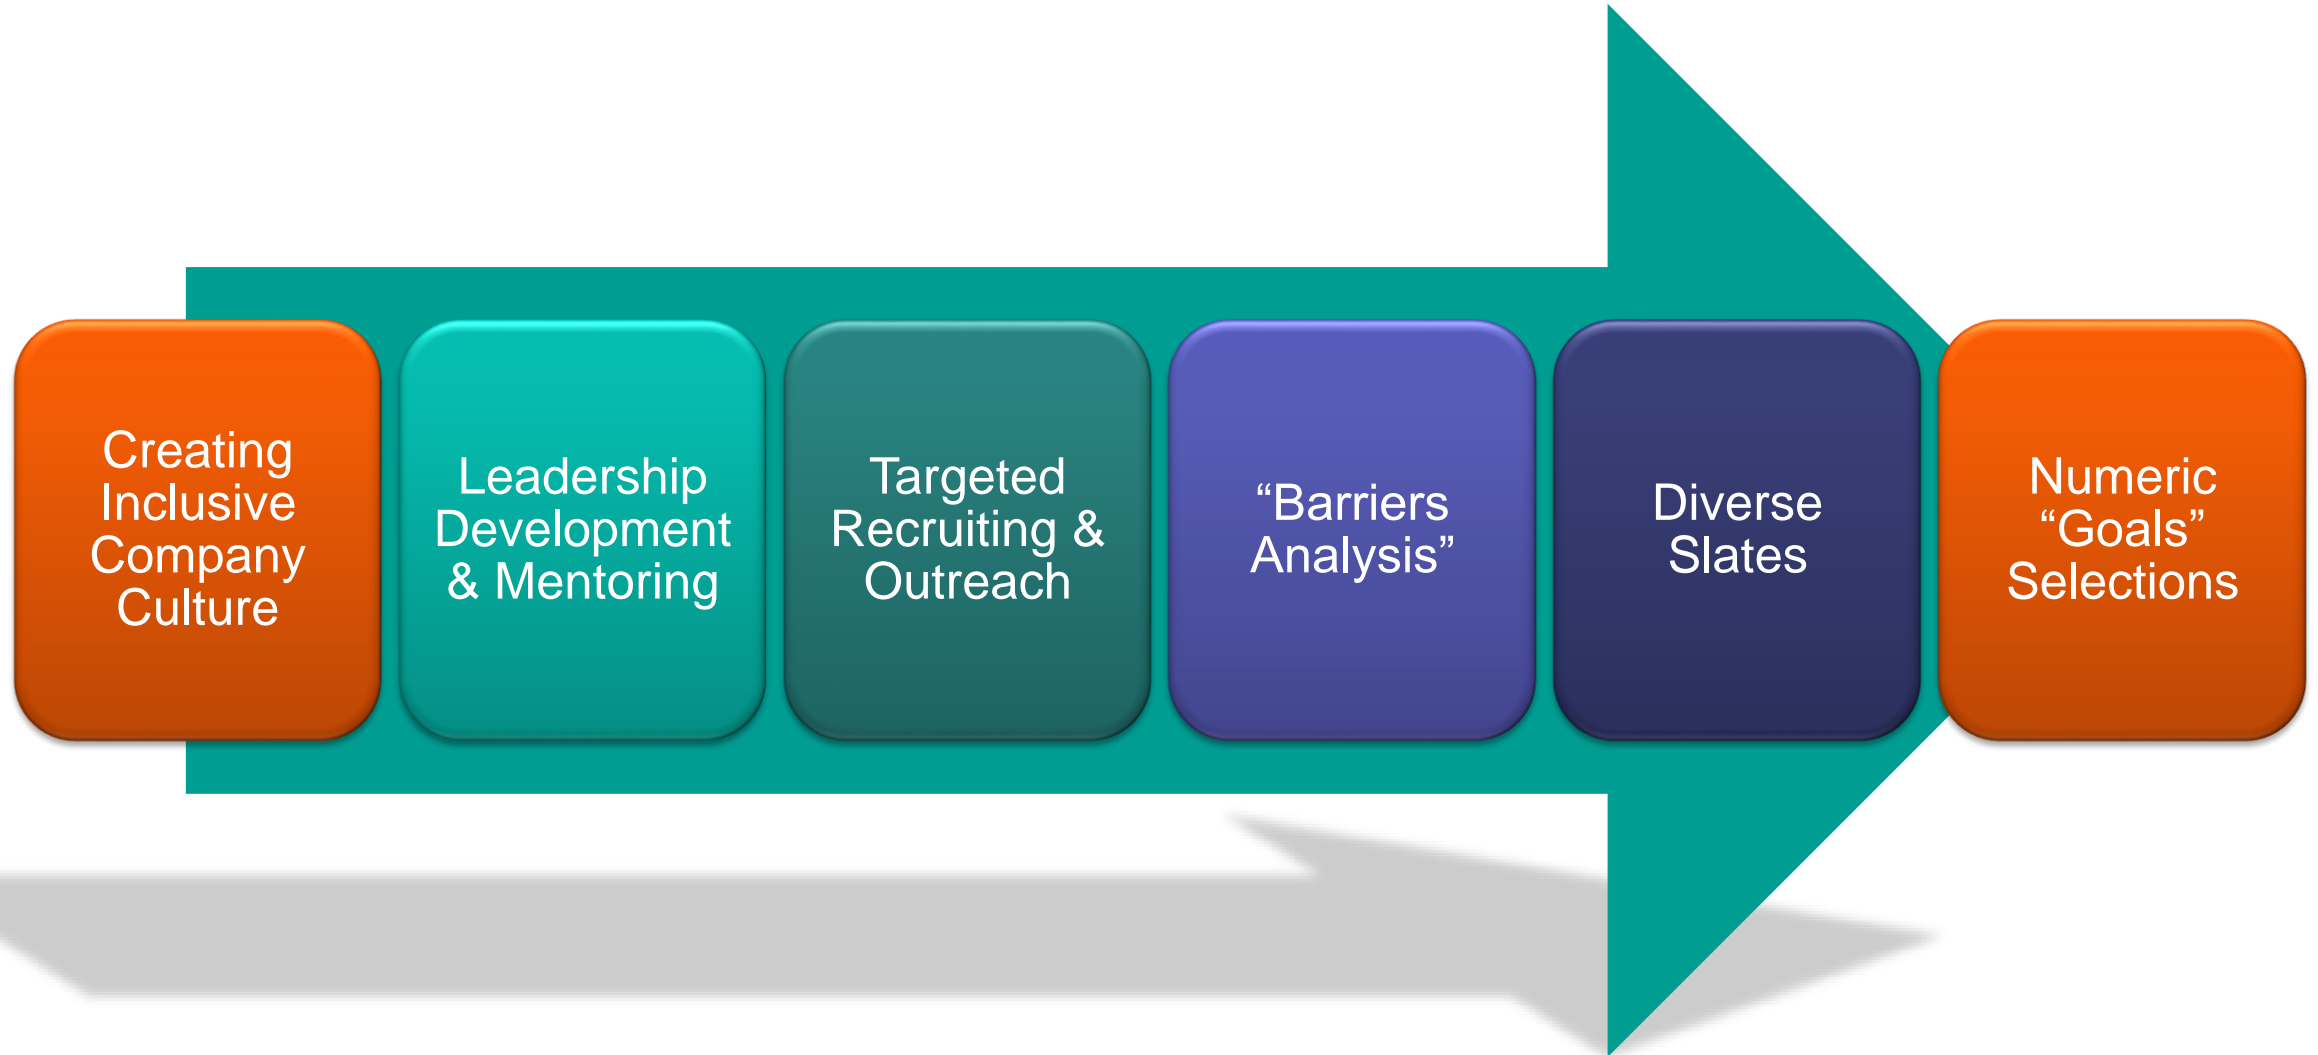 Creating
Inclusive
Company
Culture
Leadership
Development
& Mentoring
Targeted
Recruiting &
Outreach
“Barriers
Analysis”
Diverse
Slates
Numeric
“Goals”
Selections